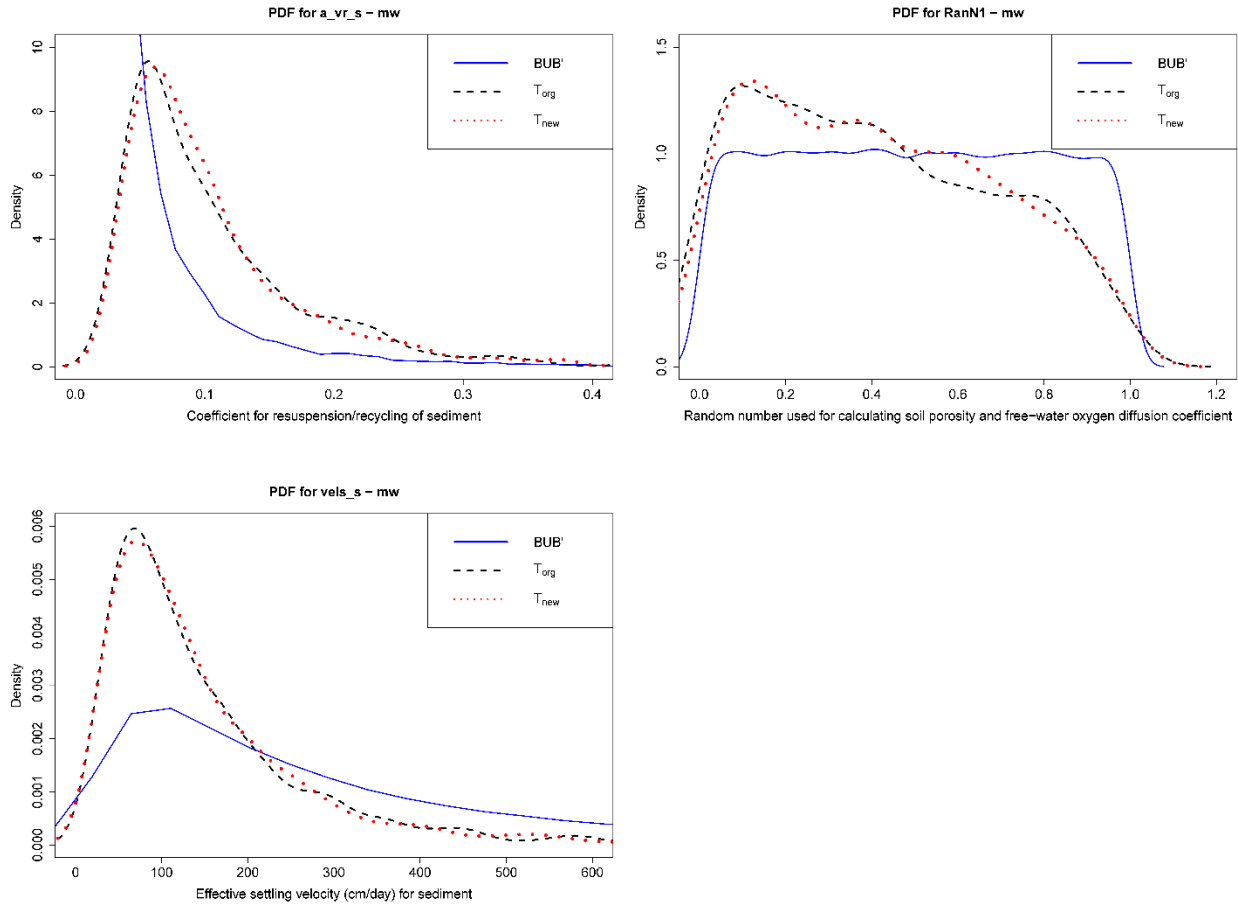 PDF for a_vr_s − mw
Density
0
2
4
6
8
10
BUB'
T_org
T_new
0.0
0.1
0.2
0.3
0.4
Coefficient for resuspension/recycling of sediment
PDF for RanN1 − mw
Density
0.0
0.5
1.0
1.5
BUB'
T_org
T_new
0.0
0.2
0.4
0.6
0.8
1.0
1.2
Random number used for calculating soil porosity and free−water oxygen diffusion coefficient
PDF for vels_s − mw
Density
0.000
0.001
0.002
0.003
0.004
0.005
0.006
BUB'
T_org
T_new
0
100
200
300
400
500
600
Effective settling velocity (cm/day) for sediment